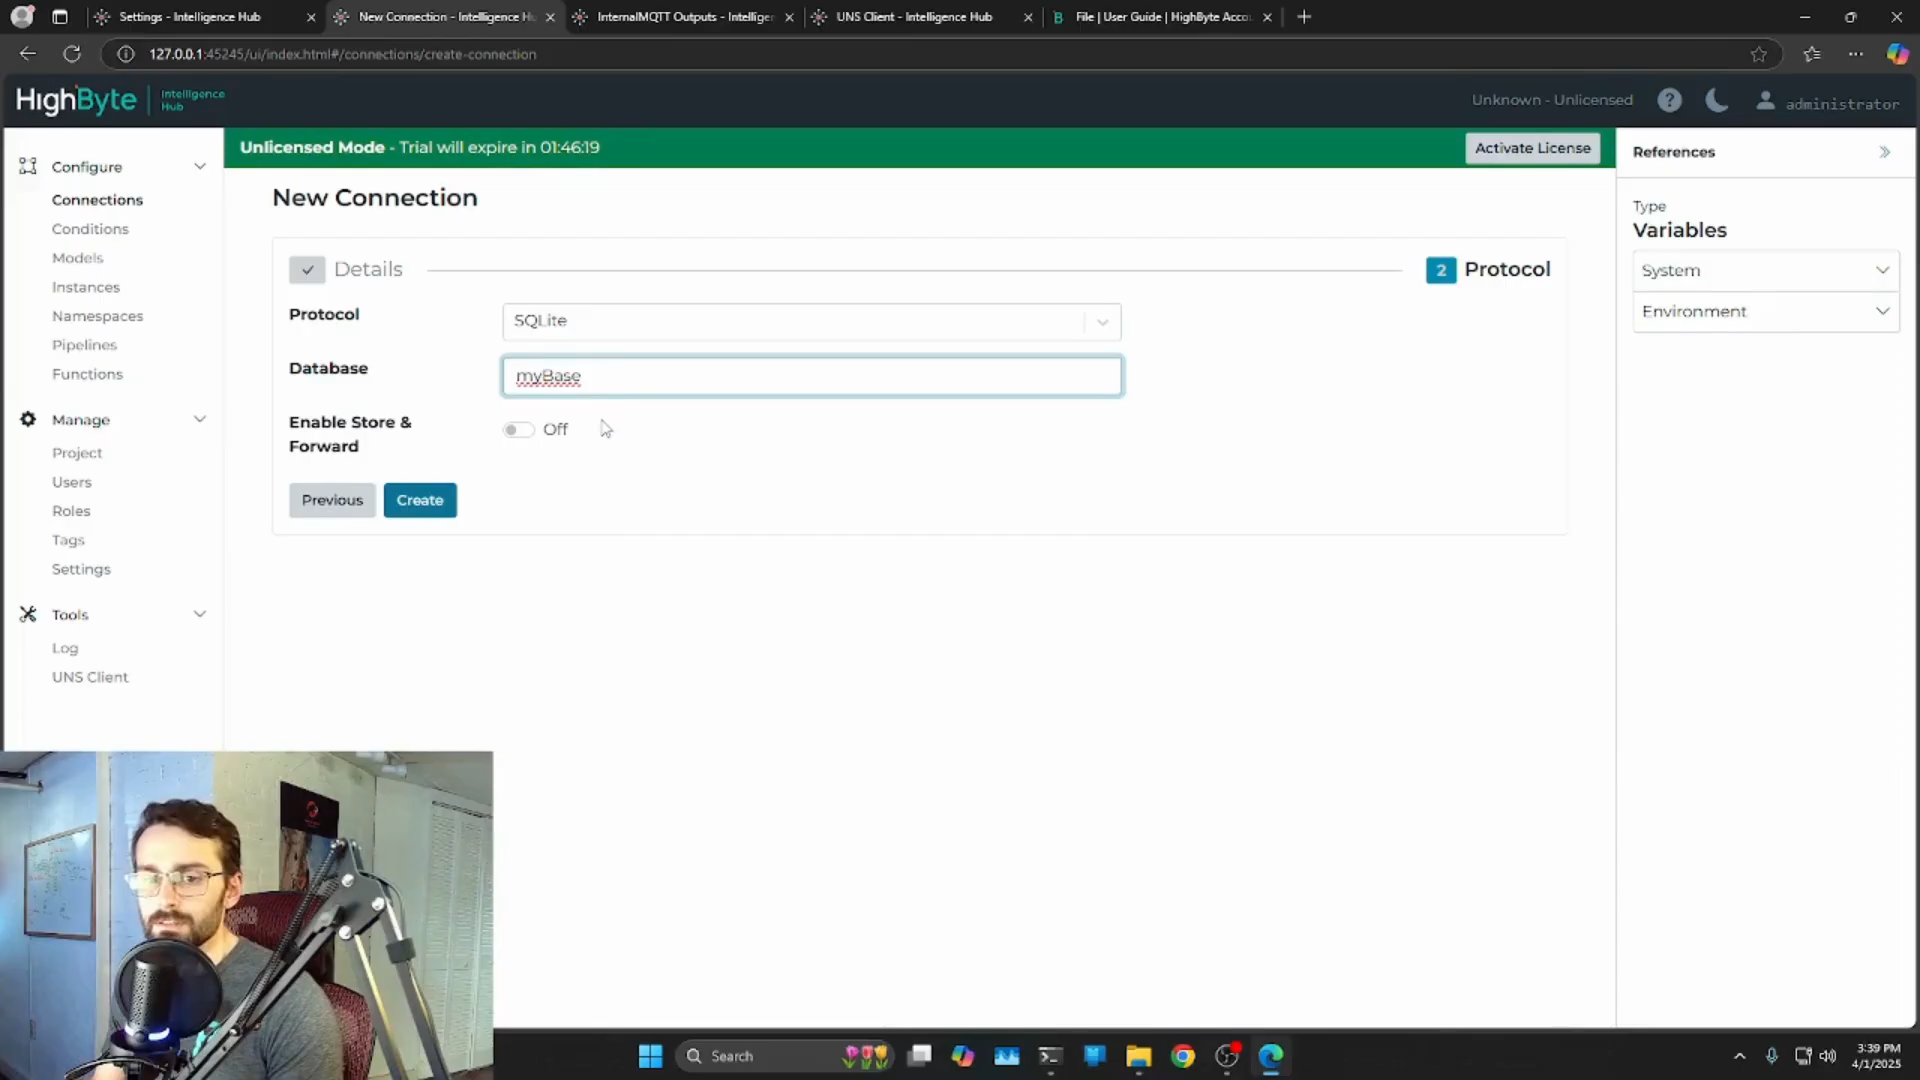 Settings - Intelligence Hub
New Connection - Intelligence H
InternalMQTT Outputs - Intellige
UNS Client - Intelligence Hub
File | User Guide | HighByte Acco
127.0.0.1:45245/ui/index.html#/connections/create-connection
HighByte
Intelligence
Hub
Unknown - Unlicensed
administrator
Unlicensed Mode - Trial will expire in 01:46:19
Activate License
Configure
Connections
Conditions
Models
Instances
Namespaces
Pipelines
Functions
Manage
Project
Users
Roles
Tags
Settings
Tools
Log
UNS Client
New Connection
Details
2 Protocol
Protocol
SQLite
Database
myBase
Enable Store &
Forward
Off
Previous
Create
References
Type
Variables
System
Environment
Search
3:39 PM
4/1/2025